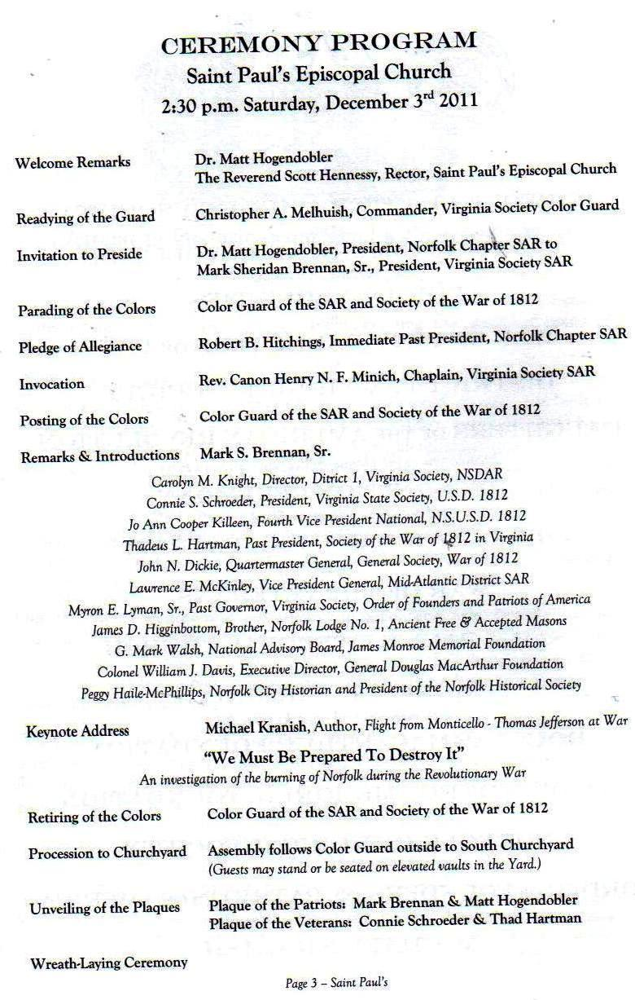 CEREMONY PROGRAM
Saint Paul's Episcopal Church
2:30 p.m. Saturday, December 3rd 2011
Welcome Remarks Dr. Matt Hogendobler
The Reverend Scott Hennessy, Rector, Saint Paul's Episcopal Church
Readying of the Guard Christopher A. Melhuish, Commander, Virginia Society Color Guard
Invitation to Preside Dr. Matt Hogendobler, President, Norfolk Chapter SAR to
Mark Sheridan Brennan, Sr., President, Virginia Society SAR
Parading of the Colors Color Guard of the SAR and Society of the War of 1812
Pledge of Allegiance Robert B. Hitchings, Immediate Past President, Norfolk Chapter SAR
Invocation Rev. Canon Henry N. F. Minich, Chaplain, Virginia Society SAR
Posting of the Colors Color Guard of the SAR and Society of the War of 1812
Remarks & Introductions Mark S. Brennan, Sr.
Carolyn M. Knight, Director, Ditrict 1, Virginia Society, NSDAR
Connie S. Schroeder, President, Virginia State Society, U.S.D. 1812
Jo Ann Cooper Killeen, Fourth Vice President National, N.S.U.S.D. 1812
Thadeus L. Hartman, Past President, Society of the War of 1812 in Virginia
John N. Dickie, Quartermaster General, General Society, War of 1812
Lawrence E. McKinley, Vice President General, Mid-Atlantic District SAR
Myron E. Lyman, Sr., Past Governor, Virginia Society, Order of Founders and Patriots of America
James D. Higginbottom, Brother, Norfolk Lodge No. 1, Ancient Free & Accepted Masons
G. Mark Walsh, National Advisory Board, James Monroe Memorial Foundation
Colonel William J. Davis, Executive Director, General Douglas MacArthur Foundation
Peggy Haile-McPhillips, Norfolk City Historian and President of the Norfolk Historical Society
Keynote Address Michael Kranish, Author, Flight from Monticello - Thomas Jefferson at War
"We Must Be Prepared To Destroy It"
An investigation of the burning of Norfolk during the Revolutionary War
Retiring of the Colors Color Guard of the SAR and Society of the War of 1812
Procession to Churchyard Assembly follows Color Guard outside to South Churchyard
(Guests may stand or be seated on elevated vaults in the Yard.)
Unveiling of the Plaques Plaque of the Patriots: Mark Brennan & Matt Hogendobler
Plaque of the Veterans: Connie Schroeder & Thad Hartman
Wreath-Laying Ceremony
Page 3 – Saint Paul's